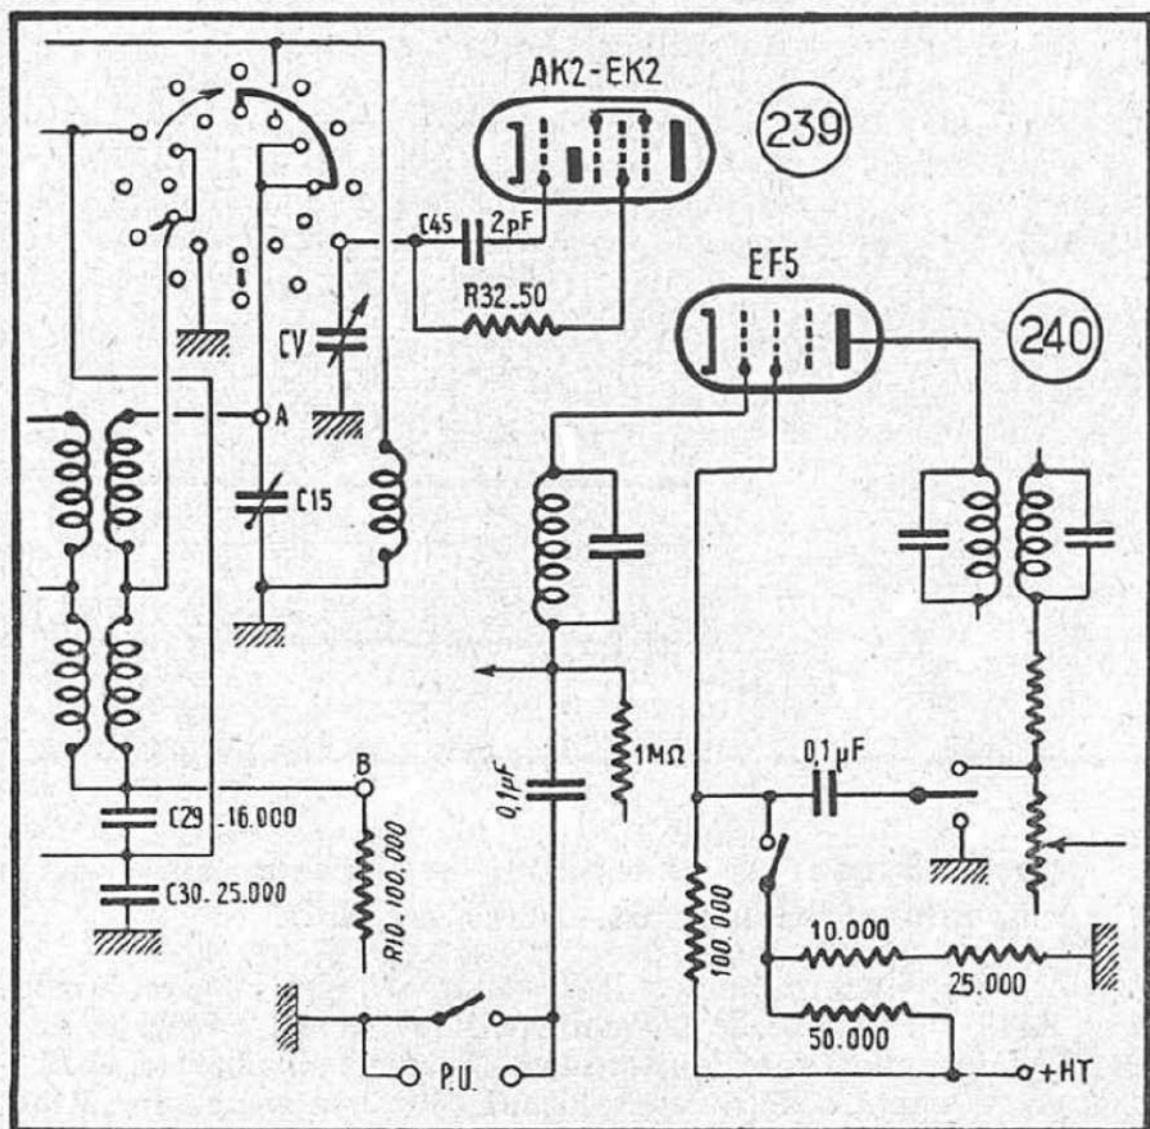 AK2-EK2
239
C45
2pF
R32.50
EF5
240
CV
A
C15
1MΩ
0,1µF
B
0,1µF
C29.16.000
C30.25.000
R10.100.000
100.000
10.000
25.000
50.000
P.U.
+HT